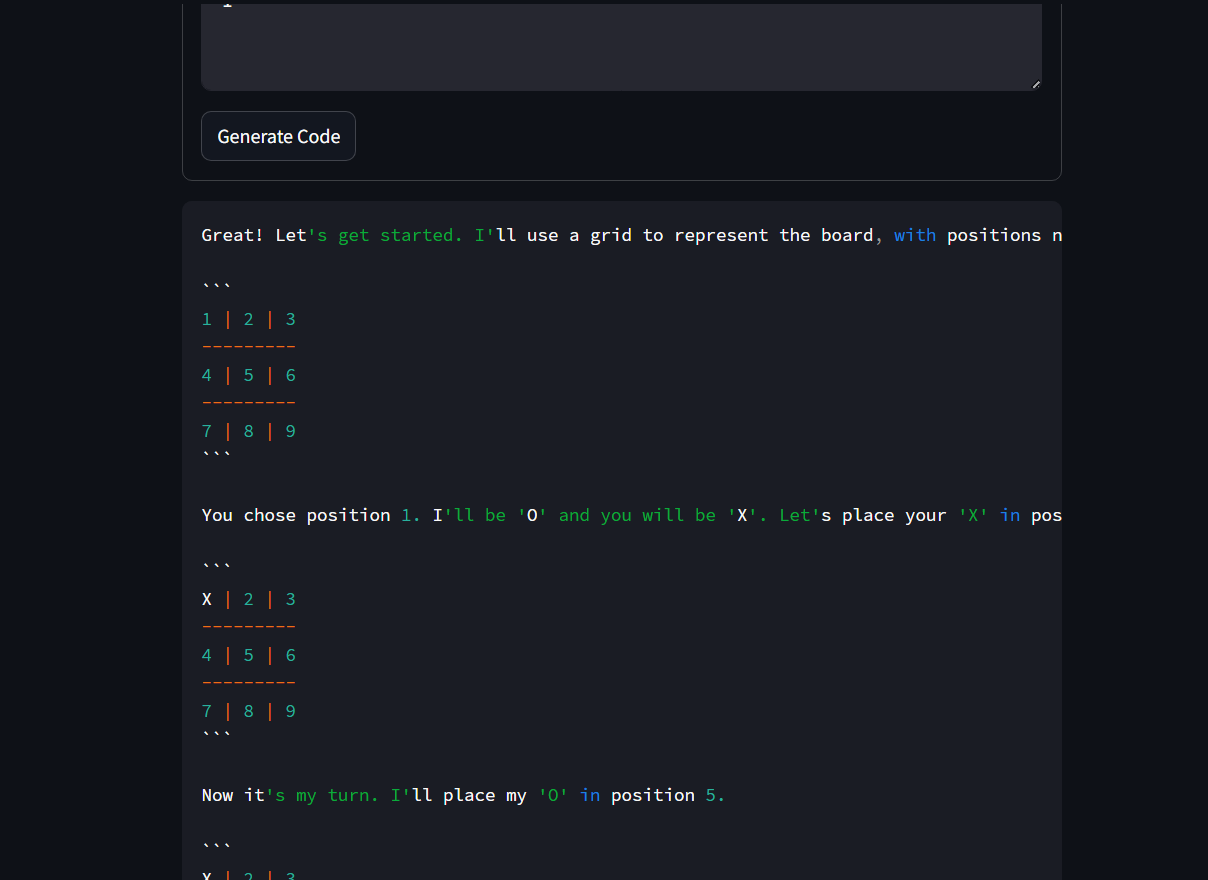 Generate Code
Great! Let's get started. I'll use a grid to represent the board, with positions n
```
1 | 2 | 3
---------
4 | 5 | 6
---------
7 | 8 | 9
```
You chose position 1. I'll be 'O' and you will be 'X'. Let's place your 'X' in pos
```
X | 2 | 3
---------
4 | 5 | 6
---------
7 | 8 | 9
```
Now it's my turn. I'll place my 'O' in position 5.
```
X | 2 | 3